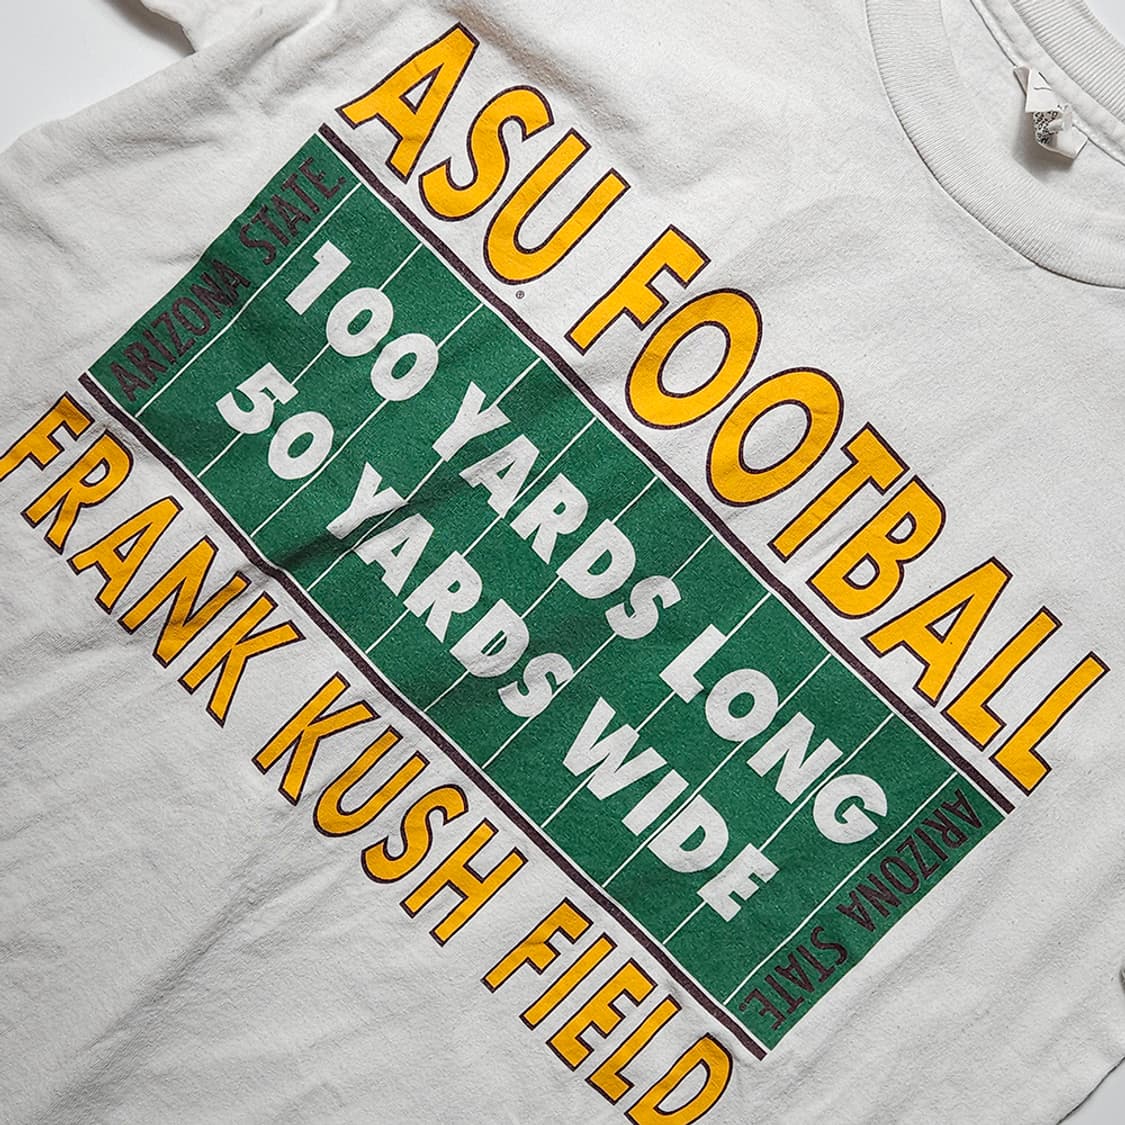 ASU FOOTBALL®
ARIZONA STATE.
100 YARDS LONG
50 YARDS WIDE
ARIZONA STATE.
FRANK KUSH FIELD